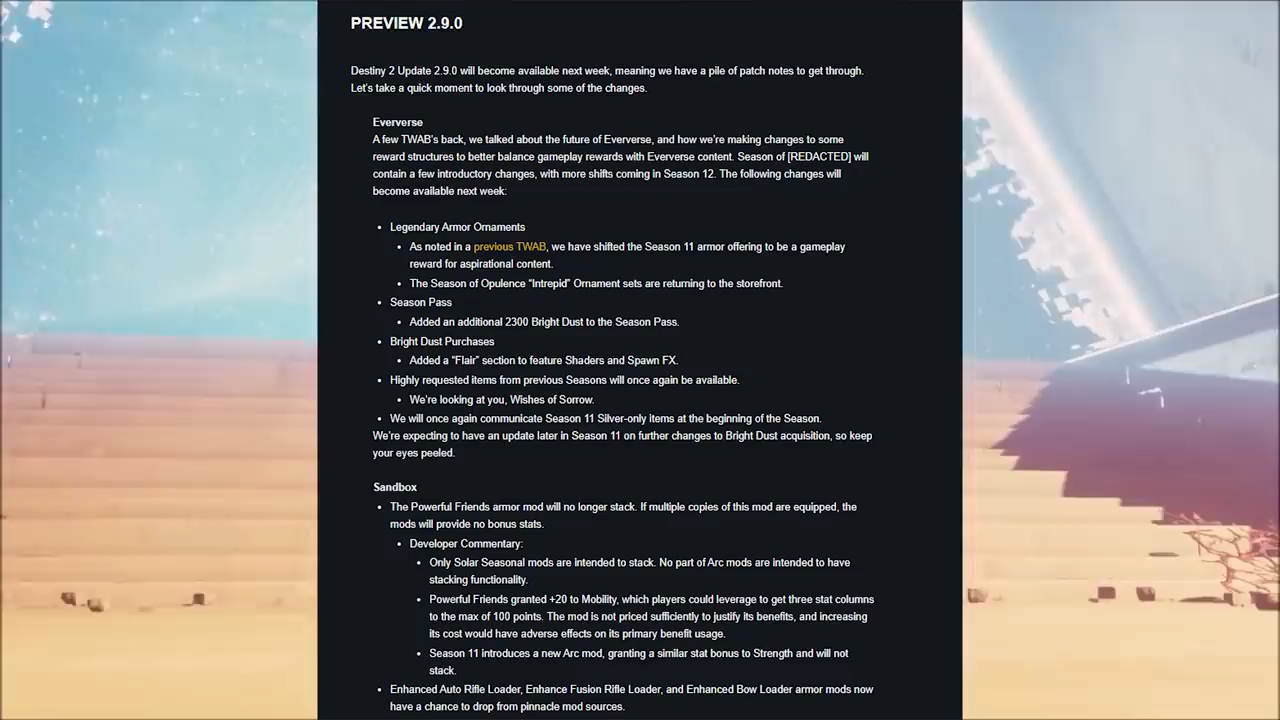 PREVIEW 2.9.0
Destiny 2 Update 2.9.0 will become available next week, meaning we have a pile of patch notes to get through.
Let's take a quick moment to look through some of the changes.
Eververse
A few TWAB's back, we talked about the future of Eververse, and how we're making changes to some
reward structures to better balance gameplay rewards with Eververse content. Season of [REDACTED] will
contain a few introductory changes, with more shifts coming in Season 12. The following changes will
become available next week:
• Legendary Armor Ornaments
• As noted in a previous TWAB, we have shifted the Season 11 armor offering to be a gameplay
reward for aspirational content.
• The Season of Opulence “Intrepid” Ornament sets are returning to the storefront.
• Season Pass
• Added an additional 2300 Bright Dust to the Season Pass.
• Bright Dust Purchases
• Added a “Flair” section to feature Shaders and Spawn FX.
• Highly requested items from previous Seasons will once again be available.
• We're looking at you, Wishes of Sorrow.
• We will once again communicate Season 11 Silver-only items at the beginning of the Season.
We're expecting to have an update later in Season 11 on further changes to Bright Dust acquisition, so keep
your eyes peeled.
Sandbox
• The Powerful Friends armor mod will no longer stack. If multiple copies of this mod are equipped, the
mods will provide no bonus stats.
• Developer Commentary:
• Only Solar Seasonal mods are intended to stack. No part of Arc mods are intended to have
stacking functionality.
• Powerful Friends granted +20 to Mobility, which players could leverage to get three stat columns
to the max of 100 points. The mod is not priced sufficiently to justify its benefits, and increasing
its cost would have adverse effects on its primary benefit usage.
• Season 11 introduces a new Arc mod, granting a similar stat bonus to Strength and will not
stack.
• Enhanced Auto Rifle Loader, Enhance Fusion Rifle Loader, and Enhanced Bow Loader armor mods now
have a chance to drop from pinnacle mod sources.